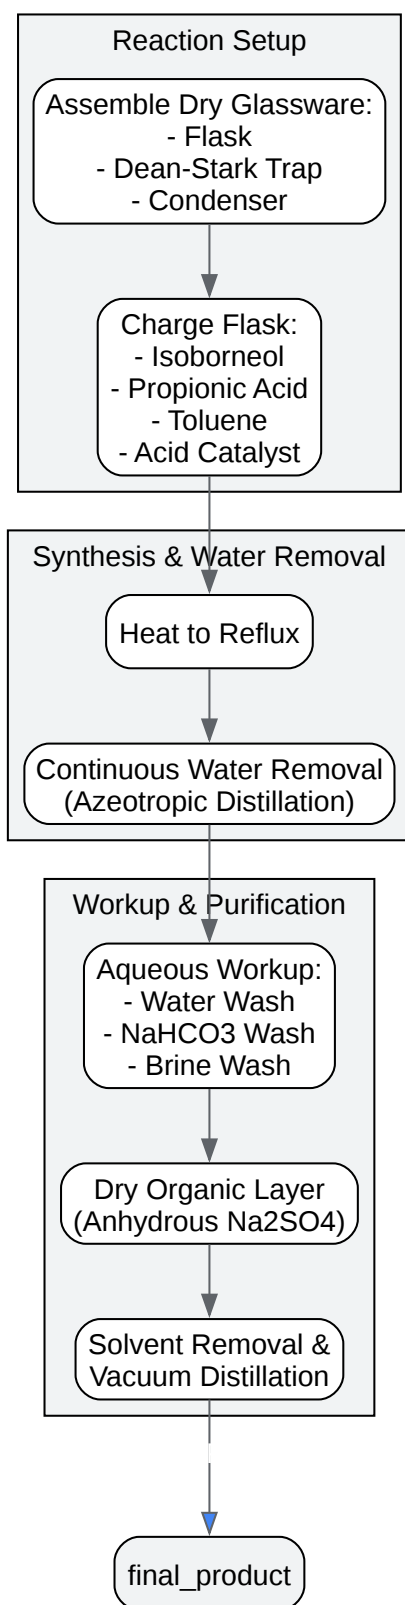 Reaction Setup
Assemble Dry Glassware:
- Flask
- Dean-Stark Trap
- Condenser
Charge Flask:
- Isoborneol
- Propionic Acid
- Toluene
- Acid Catalyst
Synthesis & Water Removal
Heat to Reflux
Continuous Water Removal
(Azeotropic Distillation)
Workup & Purification
Aqueous Workup:
- Water Wash
- NaHCO3 Wash
- Brine Wash
Dry Organic Layer
(Anhydrous Na2SO4)
Solvent Removal &
Vacuum Distillation
final_product